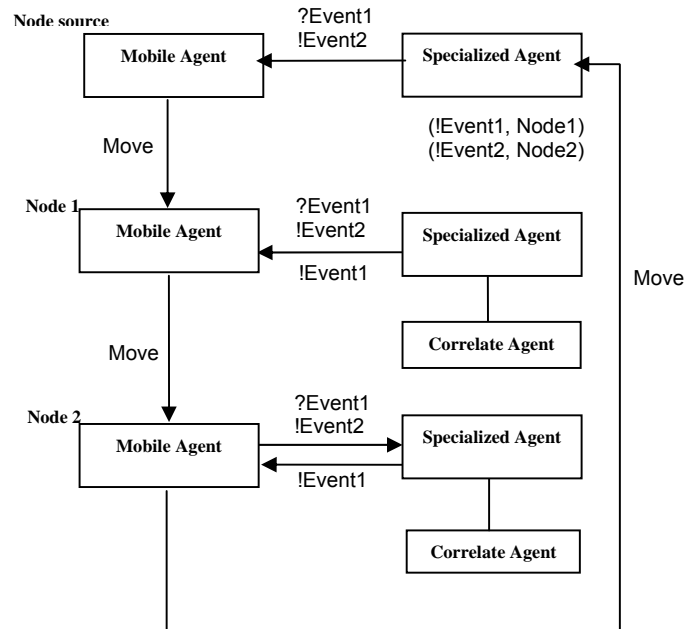 Node source
?Event1
!Event2
Mobile Agent
Specialized Agent
(!Event1, Node1)
(!Event2, Node2)
Move
Node 1
?Event1
!Event2
Mobile Agent
Specialized Agent
!Event1
Move
Correlate Agent
Move
Node 2
?Event1
!Event2
Mobile Agent
Specialized Agent
!Event1
Correlate Agent